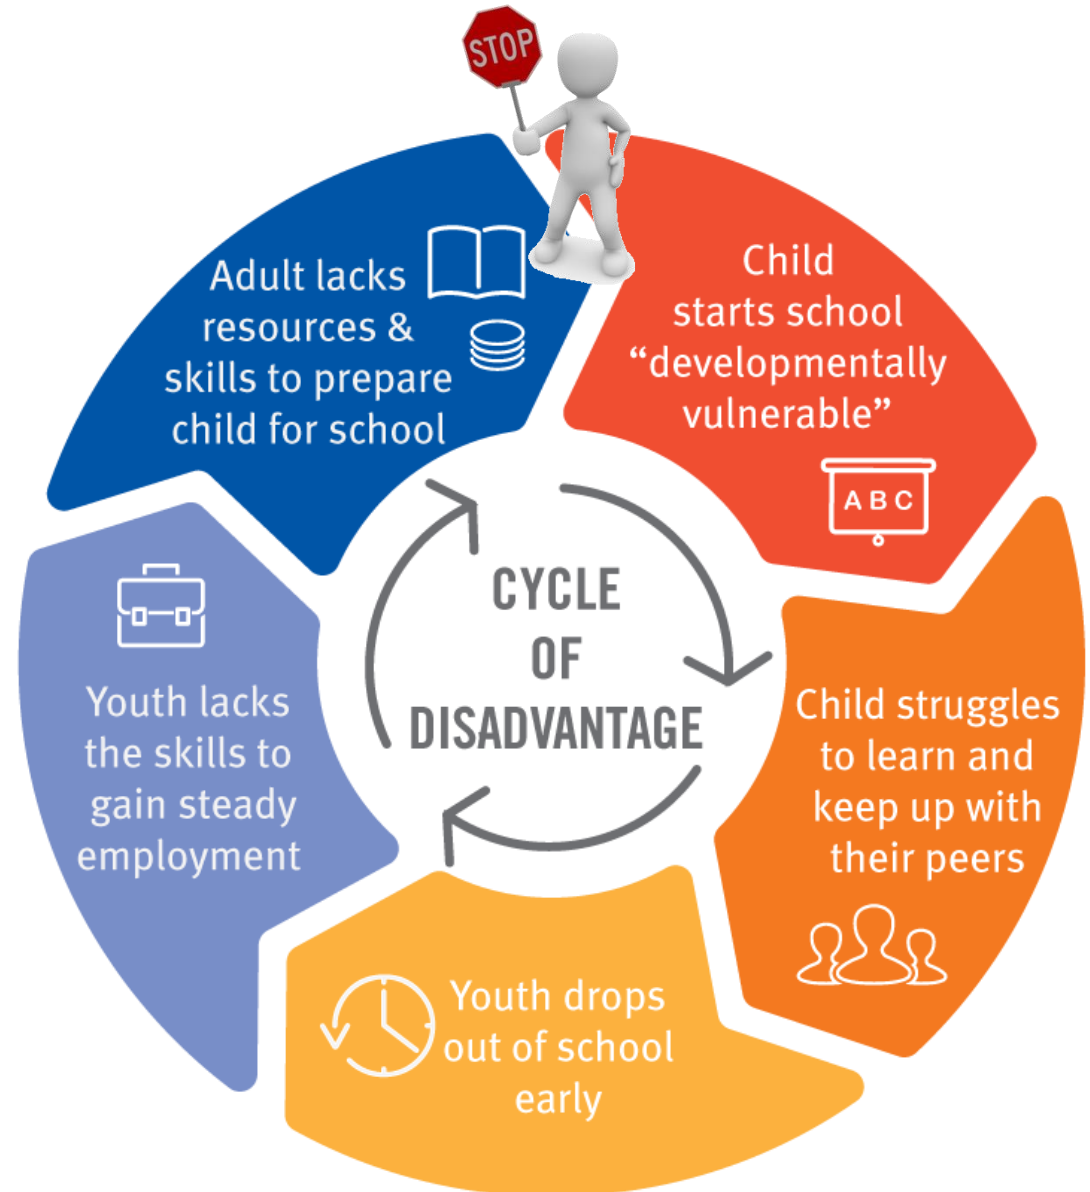 STOP
Adult lacks
resources &
skills to prepare
child for school
Child
starts school
“developmentally
vulnerable”
A B C
CYCLE
OF
DISADVANTAGE
Child struggles
to learn and
keep up with
their peers
Youth drops
out of school
early
Youth lacks
the skills to
gain steady
employment